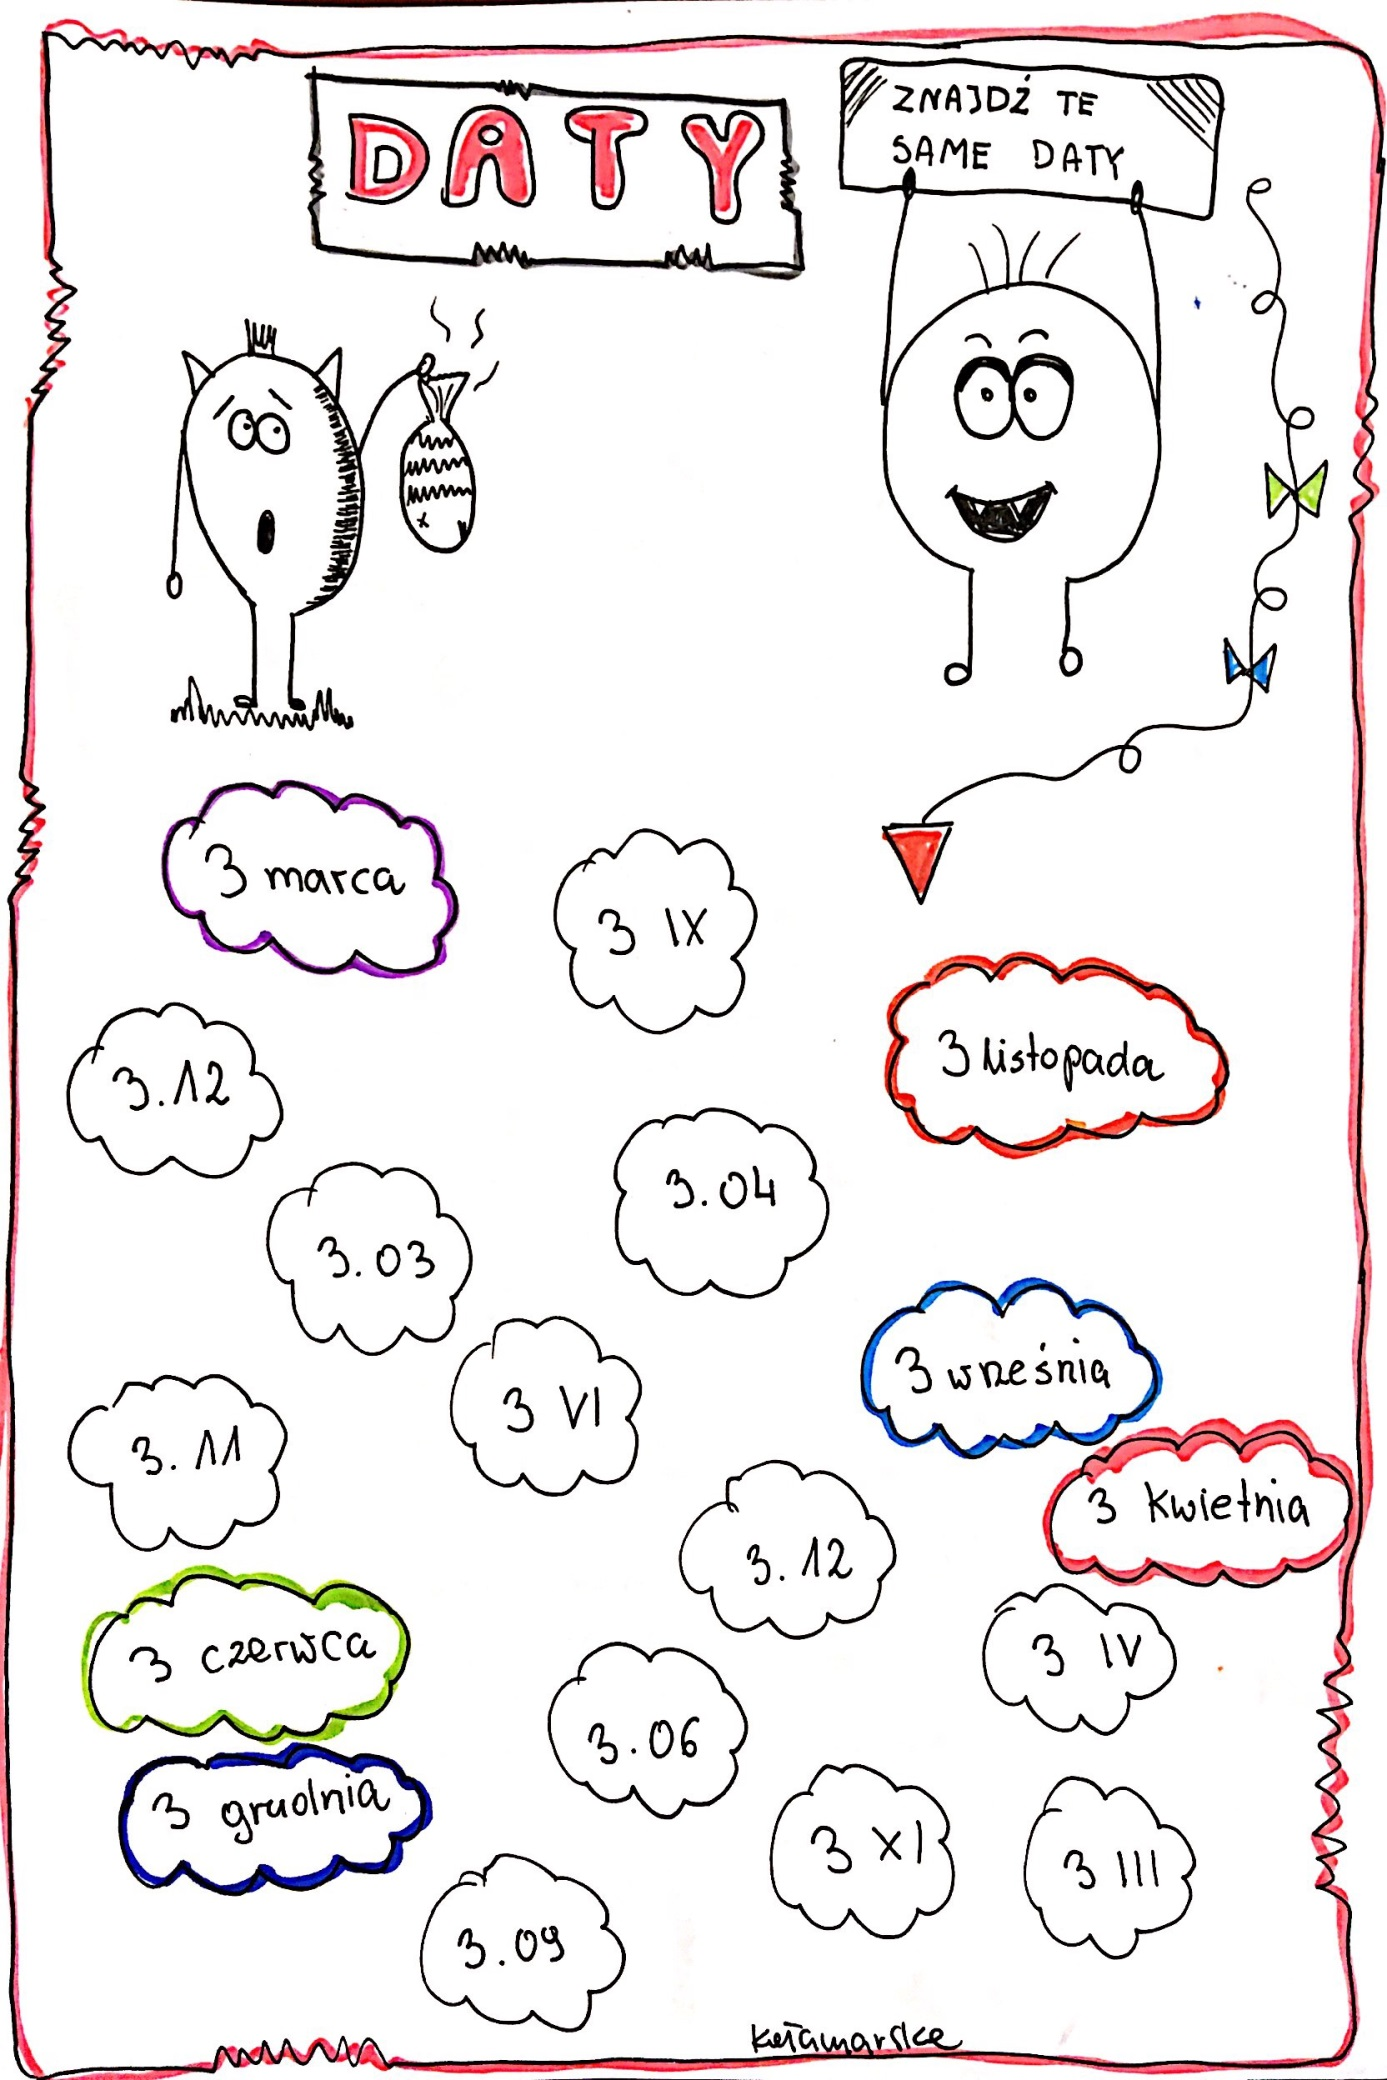 DATY
ZNAJDŹ TE
SAME DATY
3 marca
3 IX
3 listopada
3.12
3.04
3.03
3 września
3 VI
3. 11
3 kwietnia
3. 12
3 czerwca
3 IV
3.06
3 grudnia
3 XI
3 III
3.09